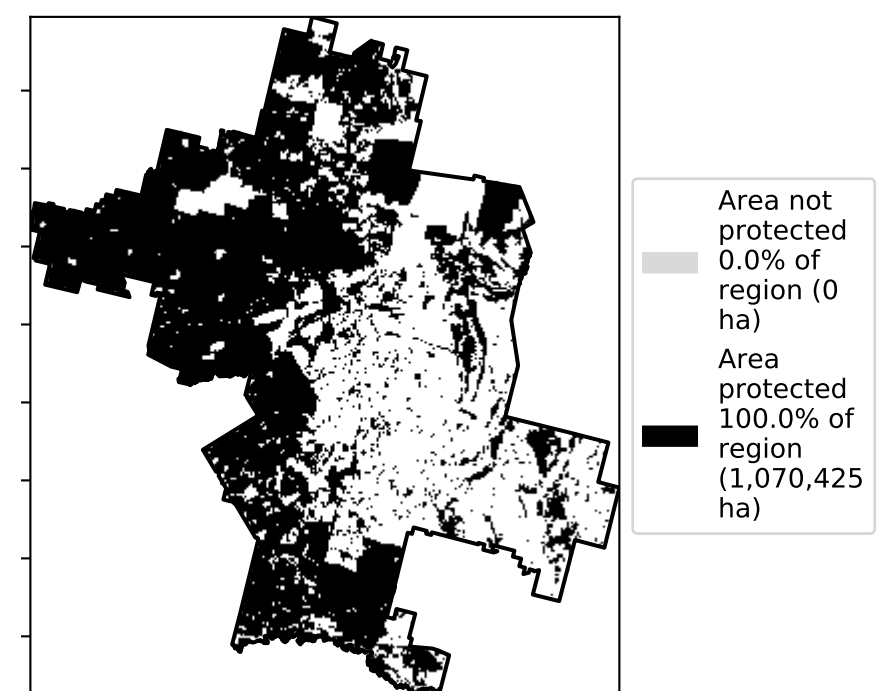 Area not
protected
0.0% of
region (0
ha)
Area
protected
100.0% of
region
(1,070,425
ha)